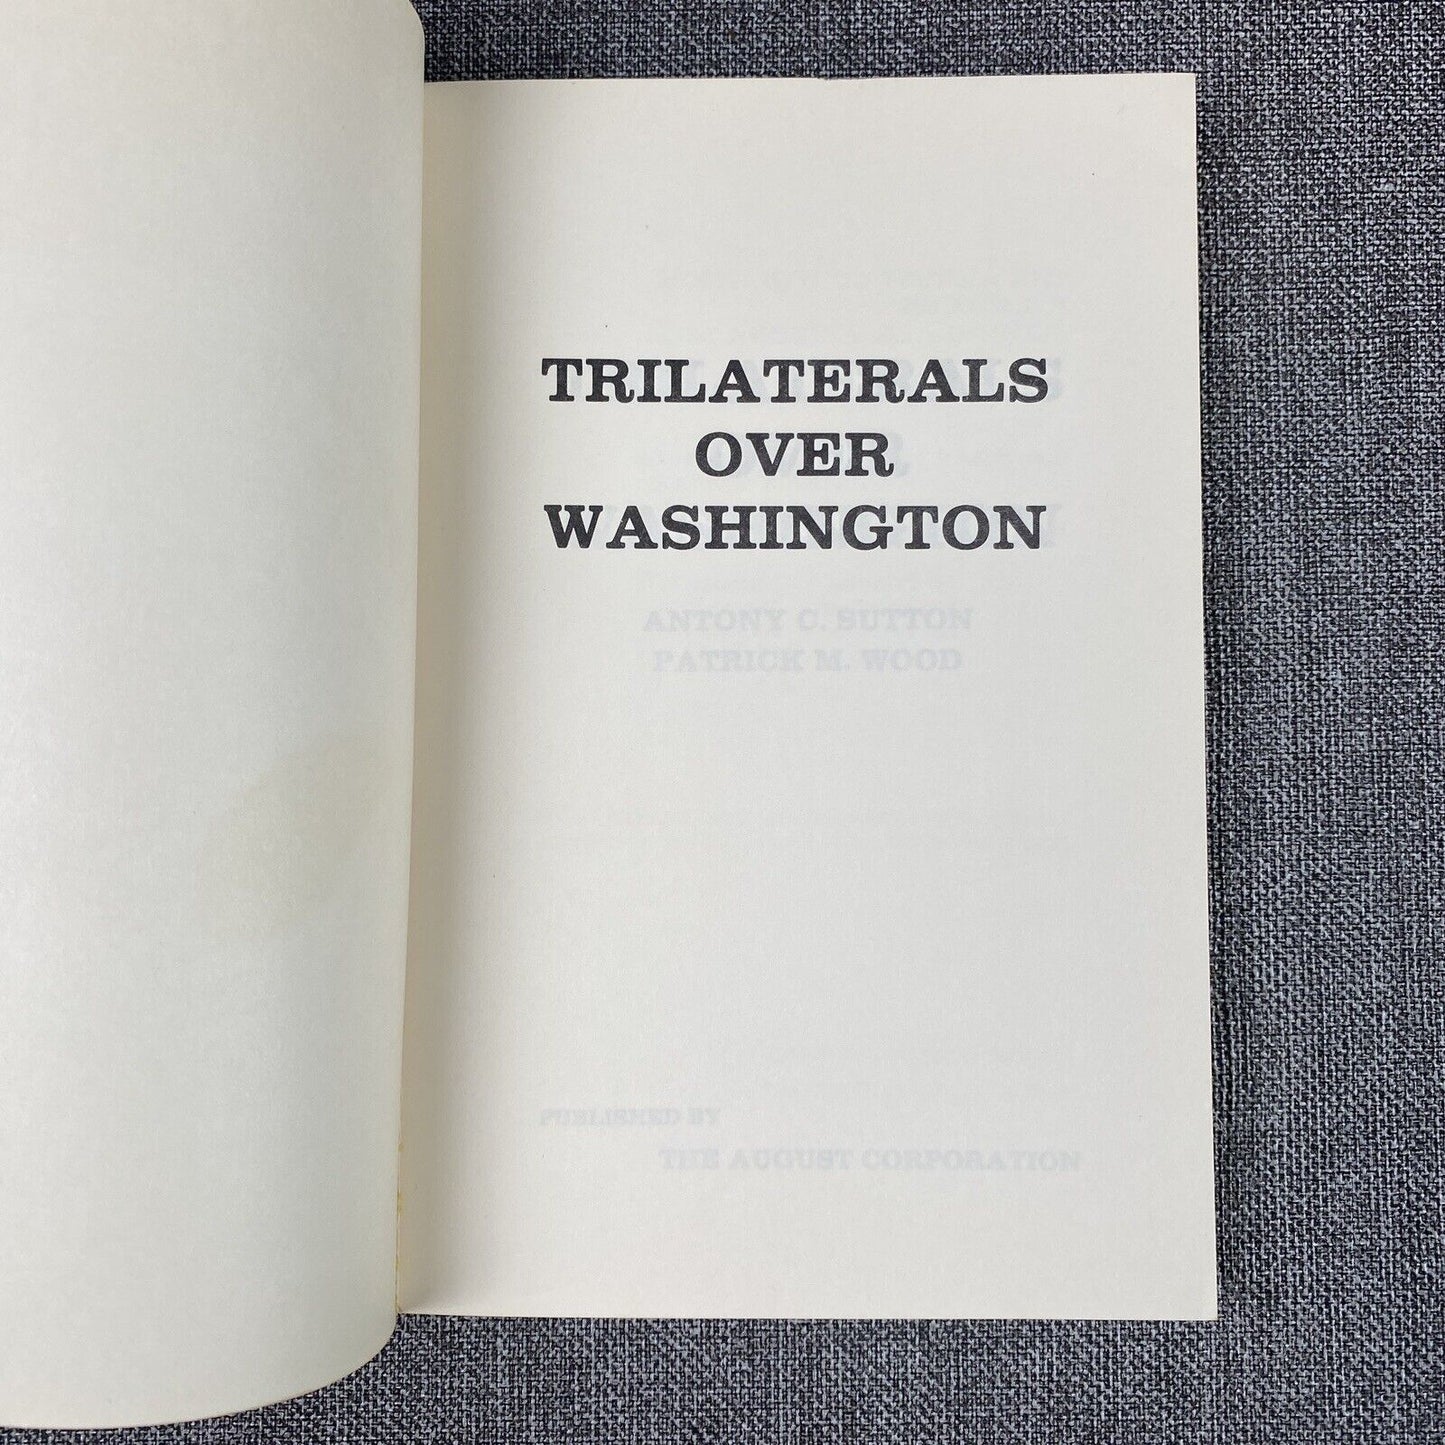 TRILATERALS
OVER
WASHINGTON
ANTONY C. SUTTON
PATRICK M. WOOD
PUBLISHED BY
THE AUGUST CORPORATION